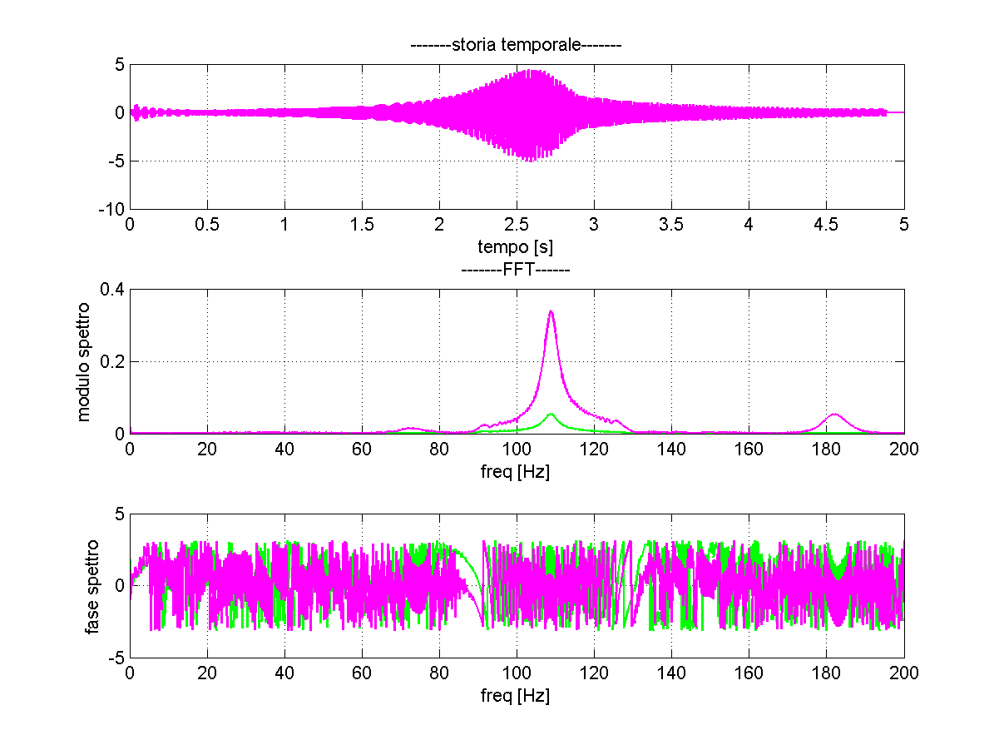 -------storia temporale-------
5
0
-5
-10
0 0.5 1 1.5 2 2.5 3 3.5 4 4.5 5
tempo [s]
-------FFT------
modulo spettro
0.4
0.2
0
0 20 40 60 80 100 120 140 160 180 200
freq [Hz]
fase spettro
5
0
-5
0 20 40 60 80 100 120 140 160 180 200
freq [Hz]